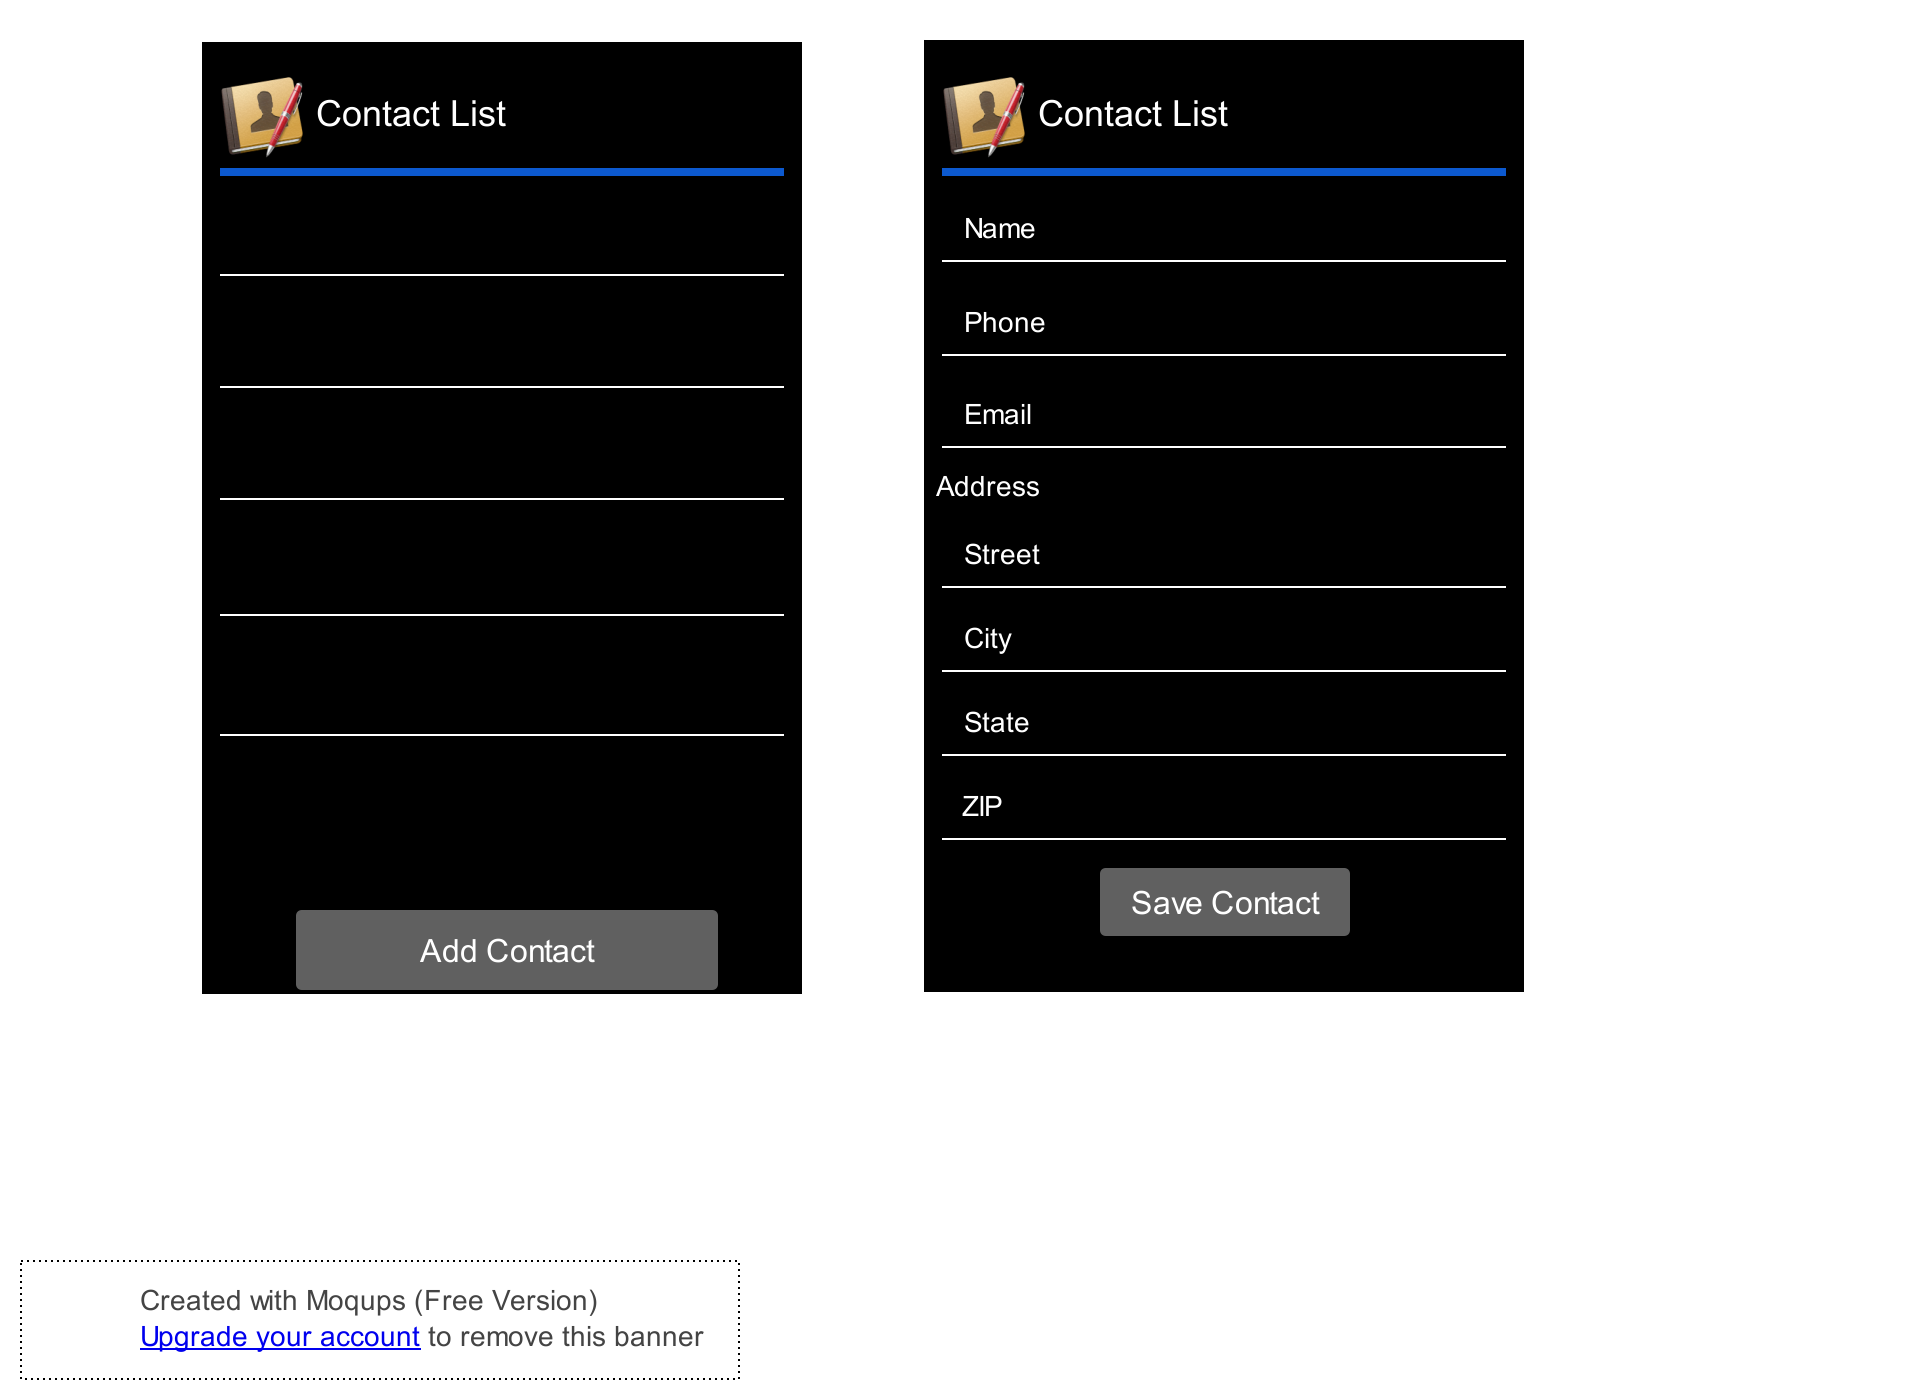 Contact List
Add Contact
Contact List
Name
Phone
Email
Address
Street
City
State
ZIP
Save Contact
Created with Moqups (Free Version)
Upgrade your account to remove this banner